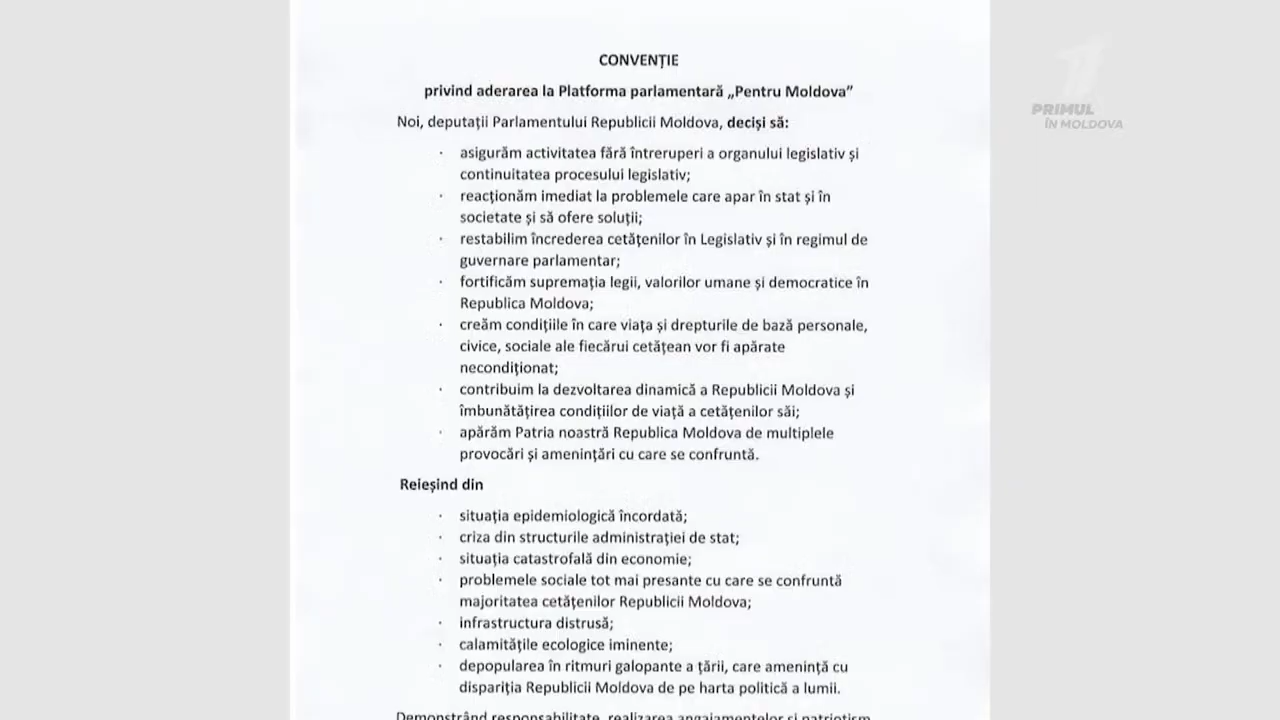 CONVENȚIE
privind aderarea la Platforma parlamentară „Pentru Moldova”
Noi, deputații Parlamentului Republicii Moldova, deciși să:
· asigurăm activitatea fără întreruperi a organului legislativ și
continuitatea procesului legislativ;
· reacționăm imediat la problemele care apar în stat și în
societate și să ofere soluții;
· restabilim încrederea cetățenilor în Legislativ și în regimul de
guvernare parlamentar;
· fortificăm supremația legii, valorilor umane și democratice în
Republica Moldova;
· creăm condițiile în care viața și drepturile de bază personale,
civice, sociale ale fiecărui cetățean vor fi apărate
necondiționat;
· contribuim la dezvoltarea dinamică a Republicii Moldova și
îmbunătățirea condițiilor de viață a cetățenilor săi;
· apărăm Patria noastră Republica Moldova de multiplele
provocări și amenințări cu care se confruntă.
Reieșind din
· situația epidemiologică încordată;
· criza din structurile administrației de stat;
· situația catastrofală din economie;
· problemele sociale tot mai presante cu care se confruntă
majoritatea cetățenilor Republicii Moldova;
· infrastructura distrusă;
· calamitățile ecologice iminente;
· depopularea în ritmuri galopante a țării, care amenință cu
dispariția Republicii Moldova de pe harta politică a lumii.
Demonstrând responsabilitate, realizarea angajamentelor și patriotism
1
PRIMUL
ÎN MOLDOVA